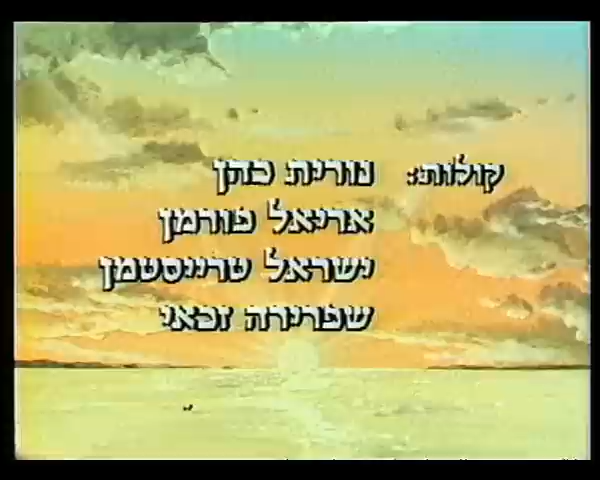 קולות: נורית כהן
אריאל פורמן
ישראל טרייסטמן
שפרירה זכאי